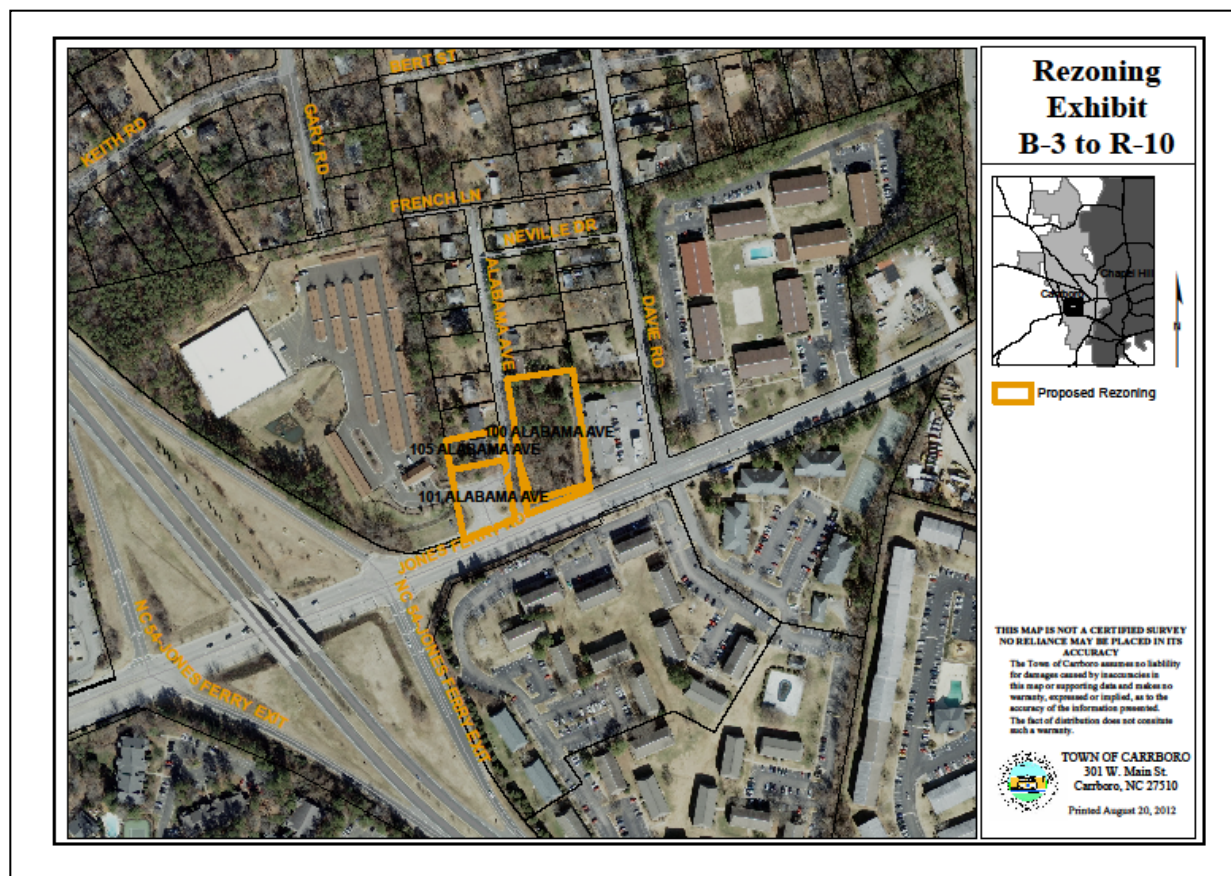 BERT ST
KEITH RD
GARY RD
FRENCH LN
NEVILLE DR
ALABAMA AVE
DAVIE RD
100 ALABAMA AVE
105 ALABAMA AVE
101 ALABAMA AVE
JONES FERRY RD
NC 54-JONES FERRY EXIT
NC 54-JONES FERRY EXIT
Rezoning
Exhibit
B-3 to R-10
Chapel Hill
N
Proposed Rezoning
THIS MAP IS NOT A CERTIFIED SURVEY
NO RELIANCE MAY BE PLACED IN ITS
ACCURACY
The Town of Carrboro assumes no liability
for damages caused by inaccuracies in
this map or supporting data and makes no
warranty, expressed or implied, as to the
accuracy of the information presented.
The fact of distribution does not constitute
such a warranty.
TOWN OF CARRBORO
301 W. Main St.
Carrboro, NC 27510
Printed August 20, 2012